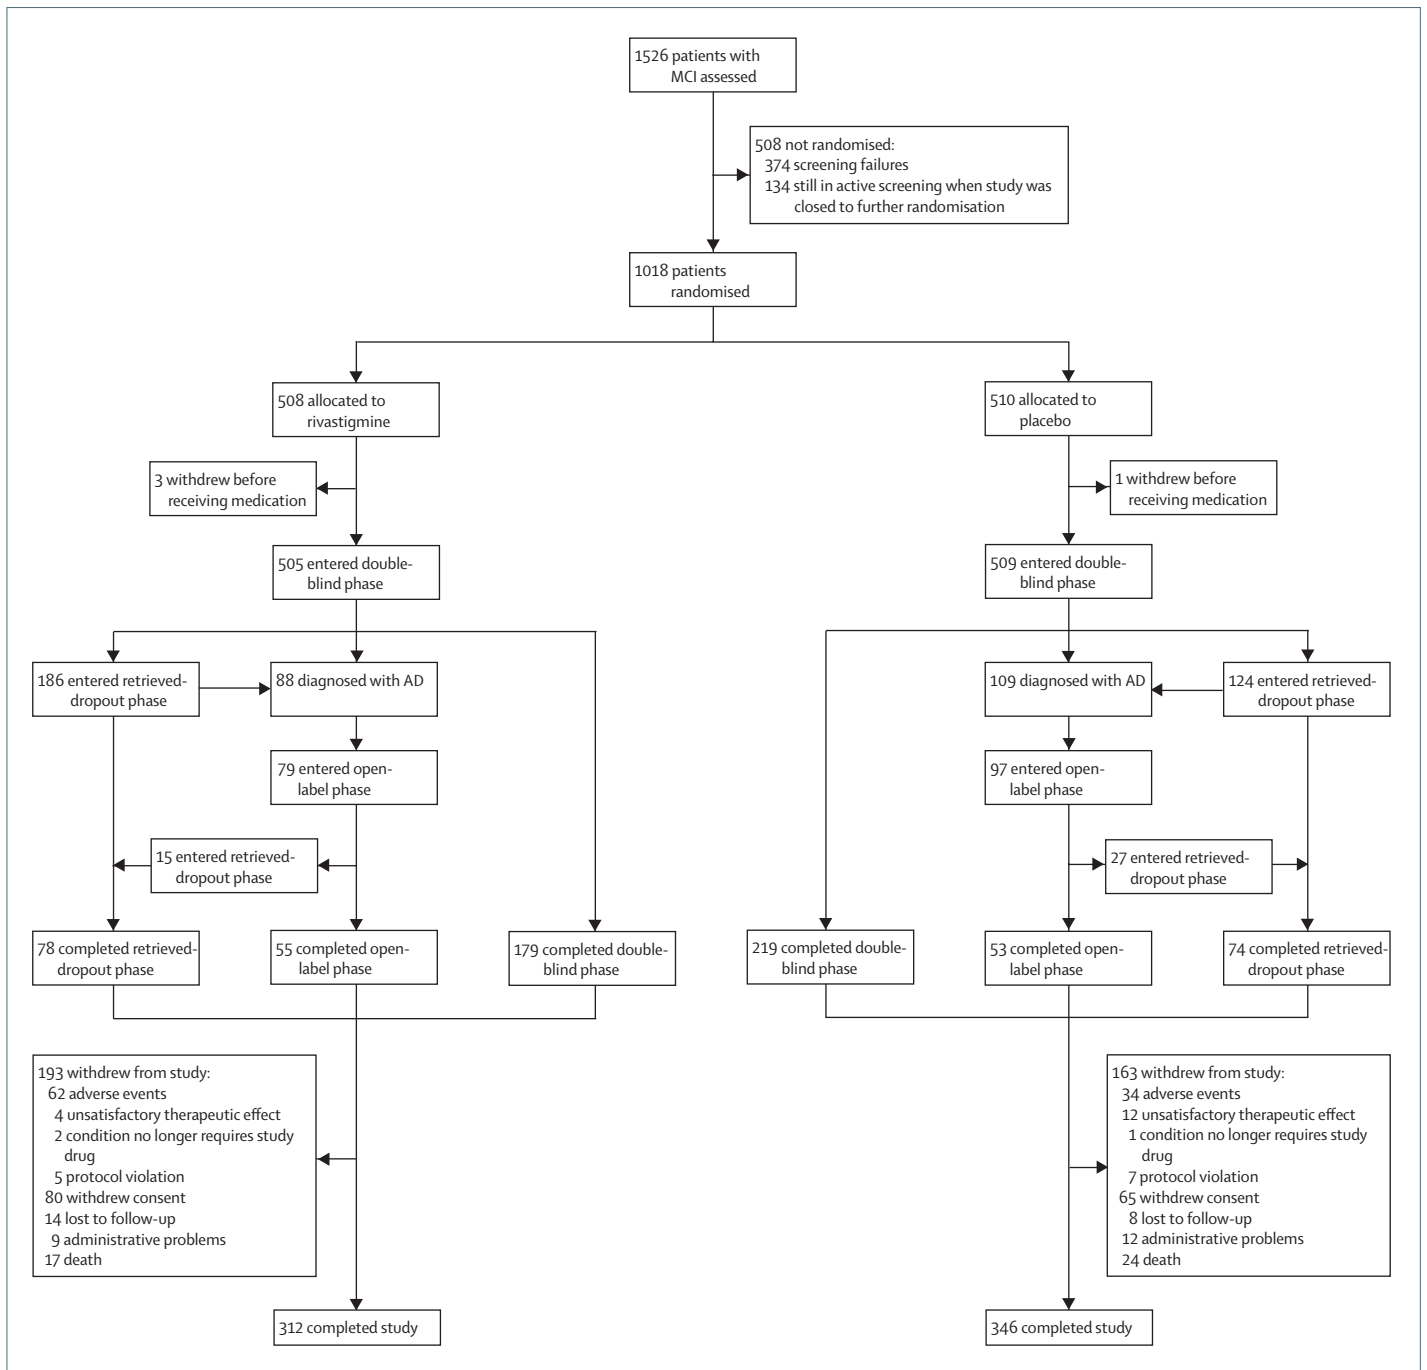 1526 patients with
MCI assessed
508 not randomised:
374 screening failures
134 still in active screening when study was
closed to further randomisation
1018 patients
randomised
508 allocated to
rivastigmine
510 allocated to
placebo
3 withdrew before
receiving medication
1 withdrew before
receiving medication
505 entered double-
blind phase
509 entered double-
blind phase
186 entered retrieved-
dropout phase
88 diagnosed with AD
109 diagnosed with AD
124 entered retrieved-
dropout phase
79 entered open-
label phase
97 entered open-
label phase
15 entered retrieved-
dropout phase
27 entered retrieved-
dropout phase
78 completed retrieved-
dropout phase
55 completed open-
label phase
179 completed double-
blind phase
219 completed double-
blind phase
53 completed open-
label phase
74 completed retrieved-
dropout phase
193 withdrew from study:
62 adverse events
4 unsatisfactory therapeutic effect
2 condition no longer requires study
drug
5 protocol violation
80 withdrew consent
14 lost to follow-up
9 administrative problems
17 death
163 withdrew from study:
34 adverse events
12 unsatisfactory therapeutic effect
1 condition no longer requires study
drug
7 protocol violation
65 withdrew consent
8 lost to follow-up
12 administrative problems
24 death
312 completed study
346 completed study